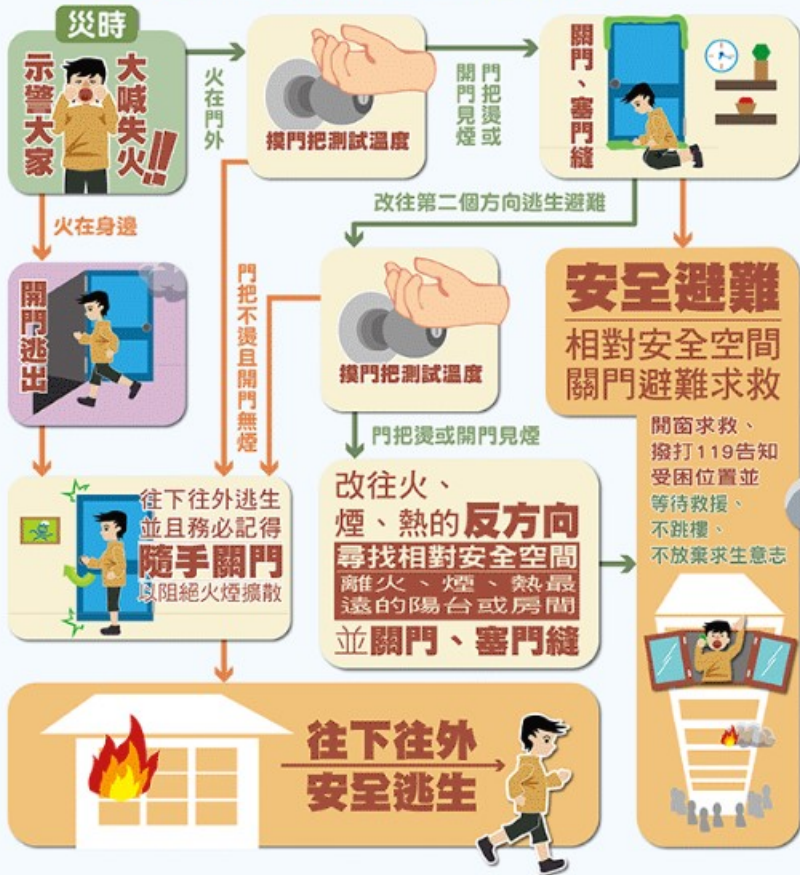 災時
大喊失火!!
示警大家
火在門外
摸門把測試溫度
門把燙或
開門見煙
關門、塞門縫
改往第二個方向逃生避難
火在身邊
開門逃出
門把不燙且開門無煙
摸門把測試溫度
門把燙或開門見煙
安全避難
相對安全空間
關門避難求救
開窗求救、
撥打119告知
受困位置並
等待救援、
不跳樓、
不放棄求生意志
往下往外逃生
並且務必記得
隨手關門
以阻絕火煙擴散
改往火、
煙、熱的反方向
尋找相對安全空間
離火、煙、熱最
遠的陽台或房間
並關門、塞門縫
往下往外
安全逃生